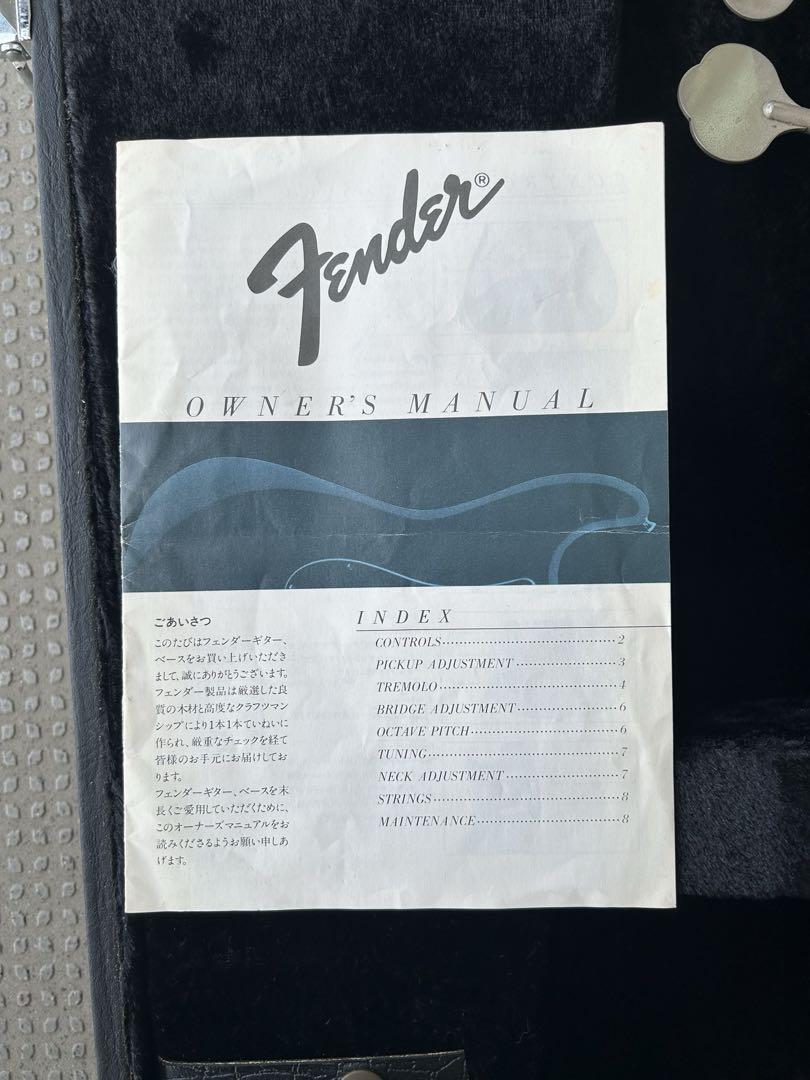 Fender®
OWNER'S MANUAL
ごあいさつ
このたびはフェンダーギター、
ベースをお買い上げいただき
まして、誠にありがとうございます。
フェンダー製品は厳選した良
質の木材と高度なクラフツマン
シップにより1本1本ていねいに
作られ、厳重なチェックを経て
皆様のお手元にお届けしてお
ります。
フェンダーギター、ベースを末
長くご愛用していただくために、
このオーナーズマニュアルをお
読みくださるようお願い申しあ
げます。
INDEX
CONTROLS 2
PICKUP ADJUSTMENT 3
TREMOLO 4
BRIDGE ADJUSTMENT 6
OCTAVE PITCH 6
TUNING 7
NECK ADJUSTMENT 7
STRINGS 8
MAINTENANCE 8